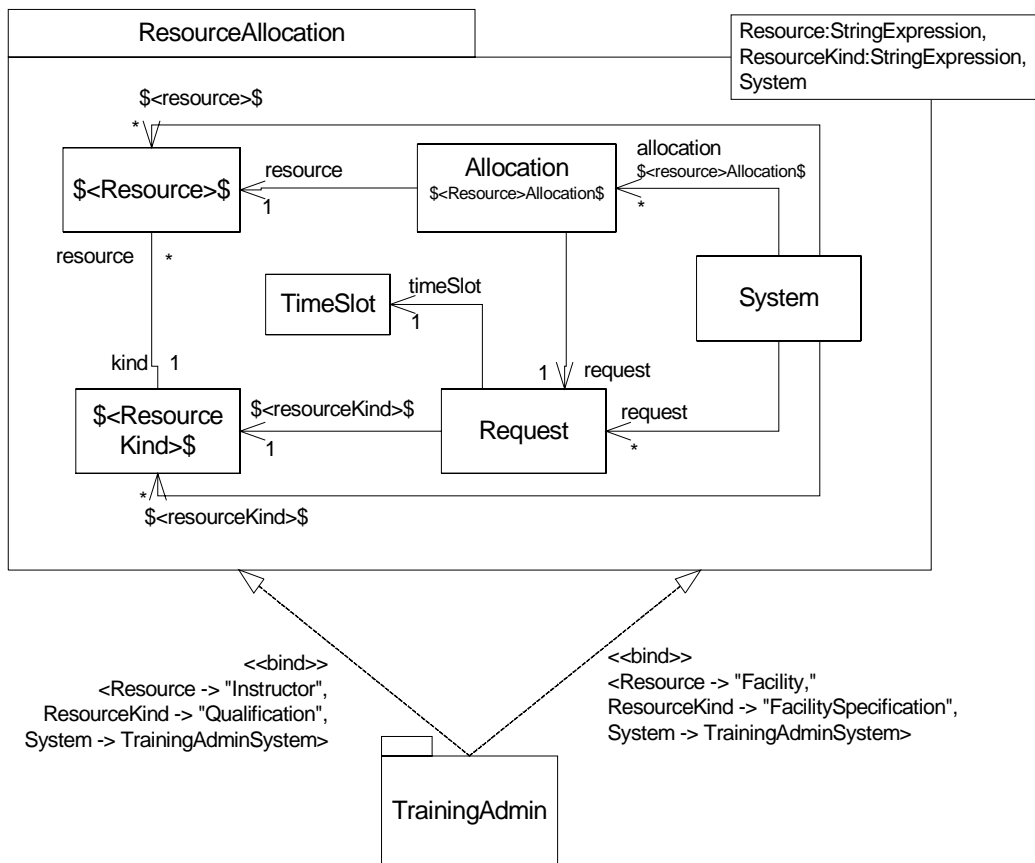 ResourceAllocation
Resource:StringExpression,
ResourceKind:StringExpression,
System
$<resource>$
*
$<Resource>$
resource
1
Allocation
$<Resource>Allocation$
allocation
$<resource>Allocation$
*
resource
*
TimeSlot
timeSlot
1
System
kind 1
1
request
$<Resource
Kind>$
$<resourceKind>$
1
Request
request
*
*
$<resourceKind>$
<<bind>>
<Resource -> "Instructor",
ResourceKind -> "Qualification",
System -> TrainingAdminSystem>
<<bind>>
<Resource -> "Facility,"
ResourceKind -> "FacilitySpecification",
System -> TrainingAdminSystem>
TrainingAdmin